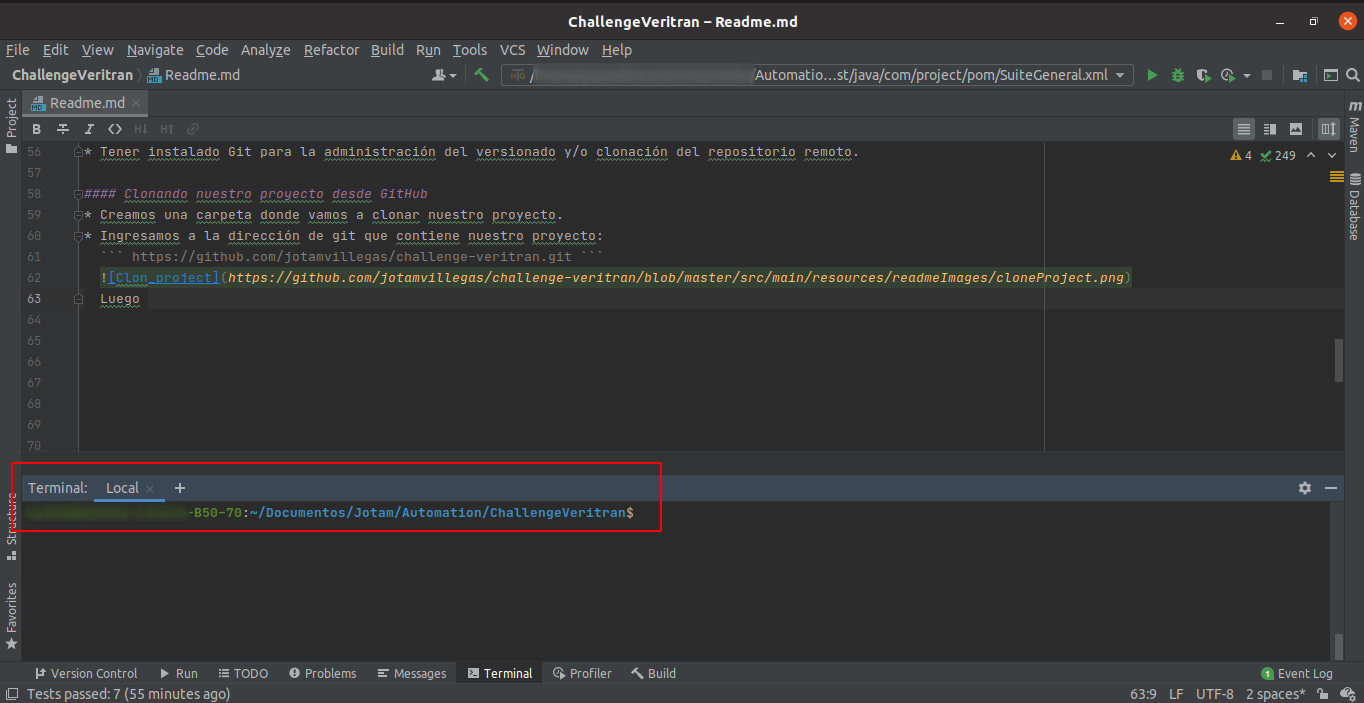 ChallengeVeritran – Readme.md
File Edit View Navigate Code Analyze Refactor Build Run Tools VCS Window Help
ChallengeVeritran Readme.md /Automatio...st/java/com/project/pom/SuiteGeneral.xml
Project
Readme.md
B I <> H↓ H↑
56 * Tener instalado Git para la administración del versionado y/o clonación del repositorio remoto.
4 249
57
58 #### Clonando nuestro proyecto desde GitHub
59 * Creamos una carpeta donde vamos a clonar nuestro proyecto.
60 * Ingresamos a la dirección de git que contiene nuestro proyecto:
61 ``` https://github.com/jotamvillegas/challenge-veritran.git ```
62 ![Clon_project](https://github.com/jotamvillegas/challenge-veritran/blob/master/src/main/resources/readmeImages/cloneProject.png)
63 Luego
64
65
66
67
68
69
70
m Maven
Database
Terminal: Local +
-B50-70:~/Documentos/Jotam/Automation/ChallengeVeritran$
Structure
Favorites
Version Control Run TODO Problems Messages Terminal Profiler Build 1 Event Log
Tests passed: 7 (55 minutes ago) 63:9 LF UTF-8 2 spaces*